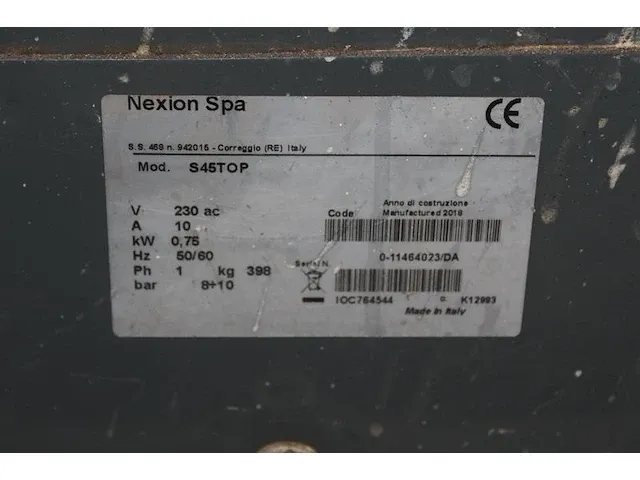 Nexion Spa
CE
S.S. 468 n. 942015 - Correggio (RE) Italy
Mod. S45TOP
Anno di costruzione
Code Manufactured 2018
V 230 ac
A 10
kW 0,75
Hz 50/60
0-11464023/DA
Ph 1 kg 398
Serial N.
bar 8÷10
IOC764544 o. K12993
Made in Italy